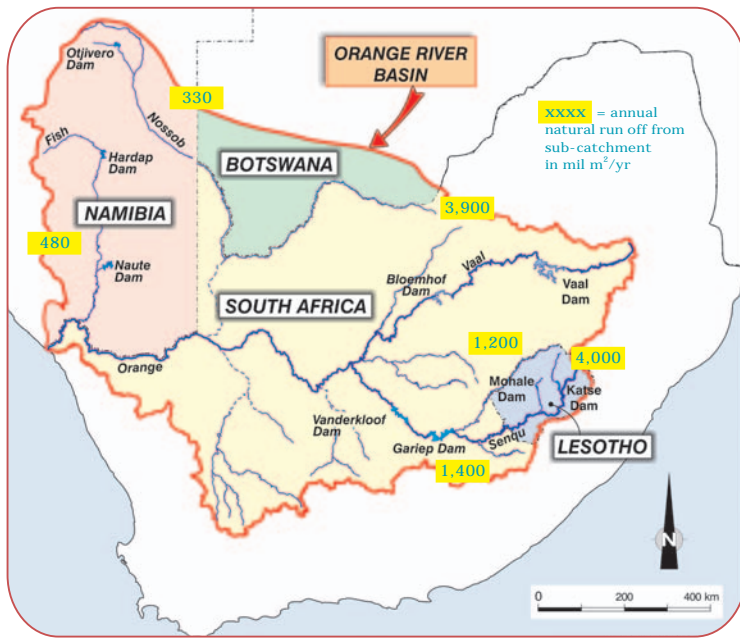 Otjivero
Dam
ORANGE RIVER
BASIN
330
xxxx = annual
natural run off from
sub-catchment
in mil m²/yr
Nossob
Fish
Hardap
Dam
BOTSWANA
NAMIBIA
3,900
480
Naute
Dam
Bloemhof
Dam
Vaal
Vaal
Dam
SOUTH AFRICA
1,200
4,000
Orange
Mohale
Dam
Katse
Dam
Vanderkloof
Dam
Gariep Dam
Senqu
LESOTHO
1,400
N
0 200 400 km